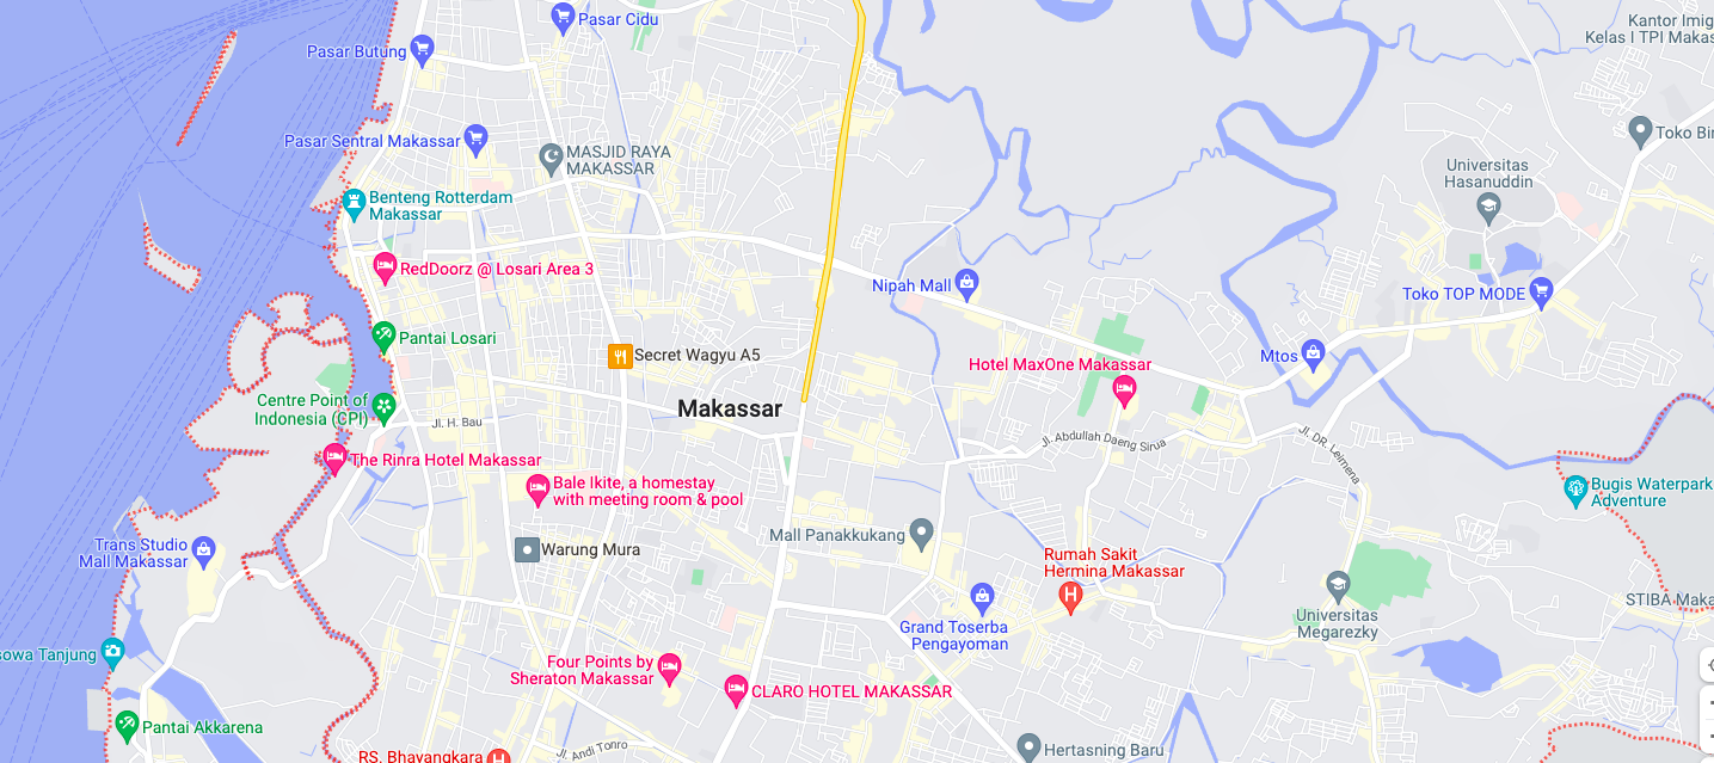 Pasar Cidu
Kantor Imig
Kelas I TPI Makas
Pasar Butung
Pasar Sentral Makassar
MASJID RAYA
MAKASSAR
Toko Bin
Universitas
Hasanuddin
Benteng Rotterdam
Makassar
RedDoorz @ Losari Area 3
Nipah Mall
Toko TOP MODE
Pantai Losari
Secret Wagyu A5
Mtos
Hotel MaxOne Makassar
Centre Point of
Indonesia (CPI)
Makassar
Jl. H. Bau
Jl. Abdullah Daeng Sirua
Jl. DR. Leimena
The Rinra Hotel Makassar
Bale Ikite, a homestay
with meeting room & pool
Bugis Waterpark
Adventure
Mall Panakkukang
Trans Studio
Mall Makassar
Warung Mura
Rumah Sakit
Hermina Makassar
STIBA Maka
Universitas
Megarezky
Grand Toserba
Pengayoman
sowa Tanjung
Four Points by
Sheraton Makassar
CLARO HOTEL MAKASSAR
Pantai Akkarena
Jl. Andi Tonro
Hertasning Baru
RS. Bhayangkara